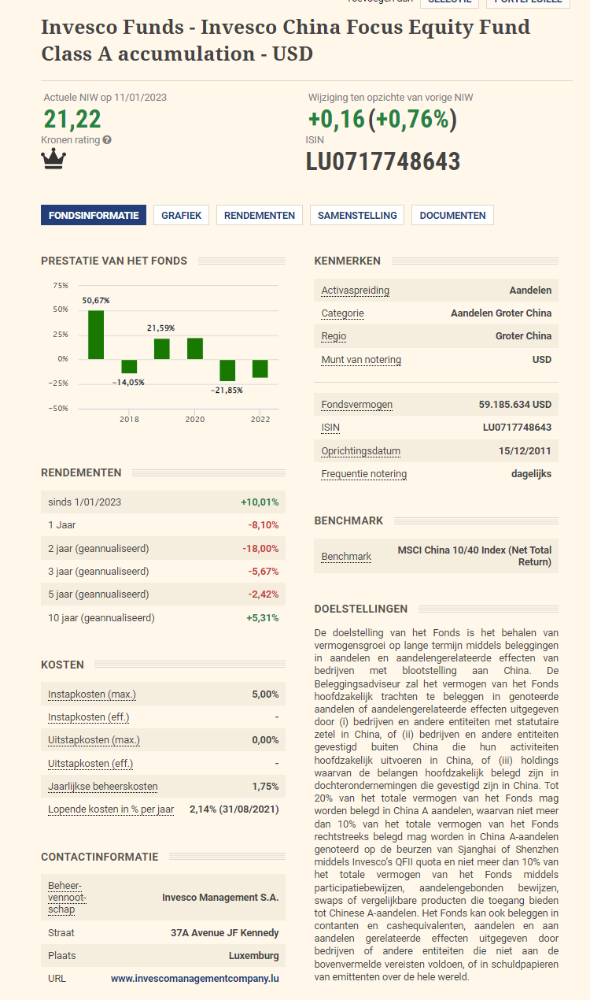 Toevoegen aan SELECTIE PORTEFEUILLE
Invesco Funds - Invesco China Focus Equity Fund
Class A accumulation - USD
Actuele NIW op 11/01/2023
21,22
Kronen rating ?
Wijziging ten opzichte van vorige NIW
+0,16 (+0,76%)
ISIN
LU0717748643
FONDSINFORMATIE GRAFIEK RENDEMENTEN SAMENSTELLING DOCUMENTEN
PRESTATIE VAN HET FONDS
75%
50%
25%
0%
−25%
−50%
50,67%
−14,05%
21,59%
−21,85%
2018 2020 2022
RENDEMENTEN
sinds 1/01/2023 +10,01%
1 Jaar -8,10%
2 jaar (geannualiseerd) -18,00%
3 jaar (geannualiseerd) -5,67%
5 jaar (geannualiseerd) -2,42%
10 jaar (geannualiseerd) +5,31%
KOSTEN
Instapkosten (max.) 5,00%
Instapkosten (eff.) -
Uitstapkosten (max.) 0,00%
Uitstapkosten (eff.) -
Jaarlijkse beheerskosten 1,75%
Lopende kosten in % per jaar 2,14% (31/08/2021)
CONTACTINFORMATIE
Beheer-
vennoot-
schap
Invesco Management S.A.
Straat 37A Avenue JF Kennedy
Plaats Luxemburg
URL www.invescomanagementcompany.lu
KENMERKEN
Activaspreiding Aandelen
Categorie Aandelen Groter China
Regio Groter China
Munt van notering USD
Fondsvermogen 59.185.634 USD
ISIN LU0717748643
Oprichtingsdatum 15/12/2011
Frequentie notering dagelijks
BENCHMARK
Benchmark MSCI China 10/40 Index (Net Total
Return)
DOELSTELLINGEN
De doelstelling van het Fonds is het behalen van
vermogensgroei op lange termijn middels beleggingen
in aandelen en aandelengerelateerde effecten van
bedrijven met blootstelling aan China. De
Beleggingsadviseur zal het vermogen van het Fonds
hoofdzakelijk trachten te beleggen in genoteerde
aandelen of aandelengerelateerde effecten uitgegeven
door (i) bedrijven en andere entiteiten met statutaire
zetel in China, of (ii) bedrijven en andere entiteiten
gevestigd buiten China die hun activiteiten
hoofdzakelijk uitvoeren in China, of (iii) holdings
waarvan de belangen hoofdzakelijk belegd zijn in
dochterondernemingen die gevestigd zijn in China. Tot
20% van het totale vermogen van het Fonds mag
worden belegd in China A aandelen, waarvan niet meer
dan 10% van het totale vermogen van het Fonds
rechtstreeks belegd mag worden in China A-aandelen
genoteerd op de beurzen van Sjanghai of Shenzhen
middels Invesco’s QFII quota en niet meer dan 10% van
het totale vermogen van het Fonds middels
participatiebewijzen, aandelengebonden bewijzen,
swaps of vergelijkbare producten die toegang bieden
tot Chinese A-aandelen. Het Fonds kan ook beleggen in
contanten en cashequivalenten, aandelen en aan
aandelen gerelateerde effecten uitgegeven door
bedrijven of andere entiteiten die niet aan de
bovenvermelde vereisten voldoen, of in schuldpapieren
van emittenten over de hele wereld.